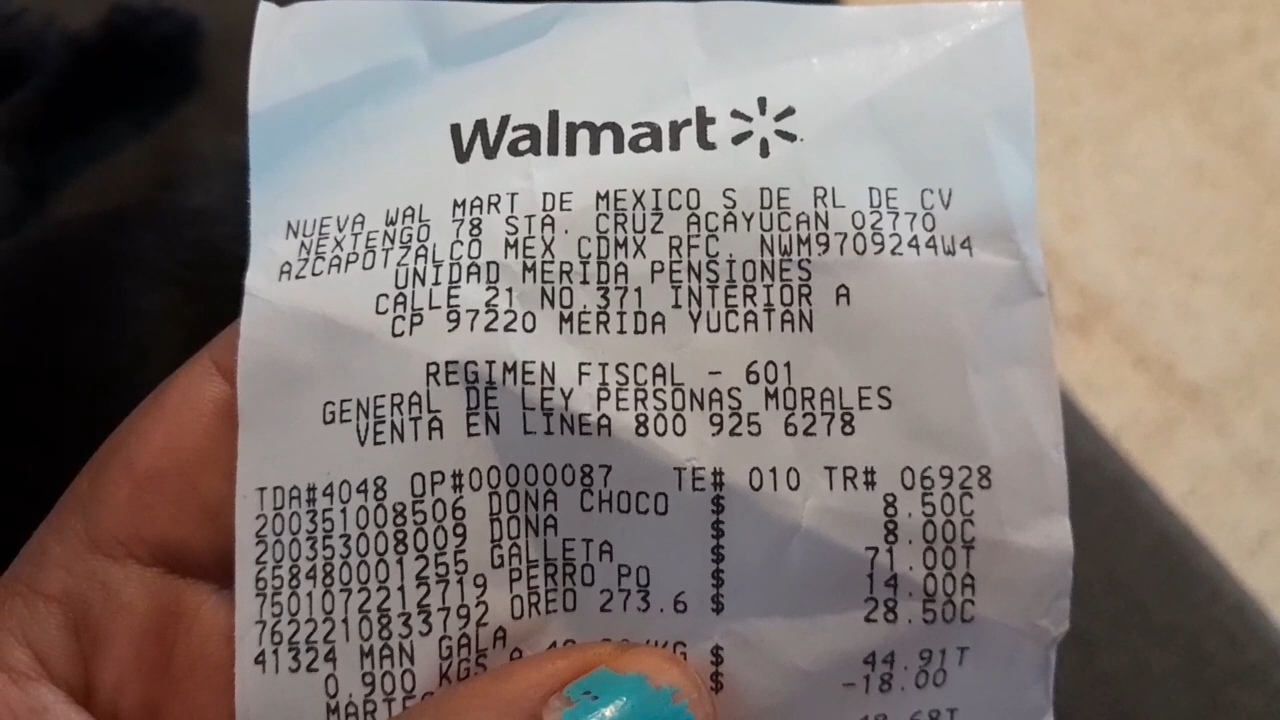 Walmart
NUEVA WAL MART DE MEXICO S DE RL DE CV
NEXTENGO 78 STA. CRUZ ACAYUCAN 02770
AZCAPOTZALCO MEX CDMX RFC. NWM9709244W4
UNIDAD MERIDA PENSIONES
CALLE 21 NO.371 INTERIOR A
CP 97220 MERIDA YUCATAN
REGIMEN FISCAL - 601
GENERAL DE LEY PERSONAS MORALES
VENTA EN LINEA 800 925 6278
TDA#4048 OP#00000087 TE# 010 TR# 06928
200351008506 DONA CHOCO $ 8.50C
200353008009 DONA $ 8.00C
658480001255 GALLETA $ 71.00T
7501072212719 PERRO PO $ 14.00A
7622210833792 OREO 273.6 $ 28.50C
41324 MAN GALA
0.900 KGS $ 44.91T
$ -18.00